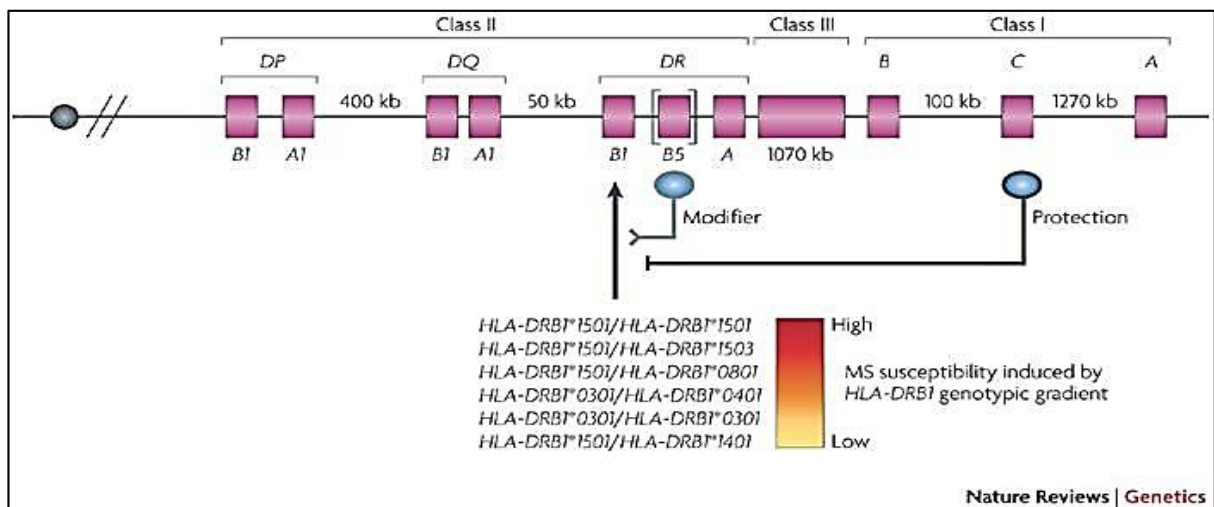 Class II Class III Class I
DP DQ DR B C A
400 kb 50 kb 100 kb 1270 kb
B1 A1 B1 A1 B1 B5 A 1070 kb
Modifier Protection
HLA-DRB1*1501/HLA-DRB1*1501 High
HLA-DRB1*1501/HLA-DRB1*1503
HLA-DRB1*1501/HLA-DRB1*0801 MS susceptibility induced by
HLA-DRB1*0301/HLA-DRB1*0401 HLA-DRB1 genotypic gradient
HLA-DRB1*0301/HLA-DRB1*0301
HLA-DRB1*1501/HLA-DRB1*1401 Low
Nature Reviews | Genetics